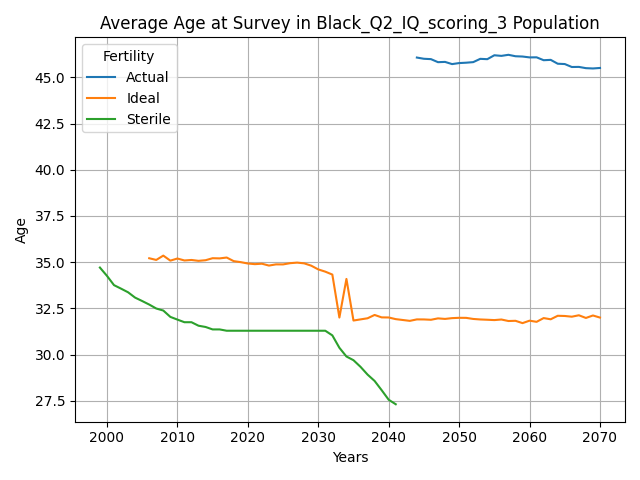 Average Age at Survey in Black_Q2_IQ_scoring_3 Population
Fertility
Actual
Ideal
Sterile
Age
45.0
42.5
40.0
37.5
35.0
32.5
30.0
27.5
2000 2010 2020 2030 2040 2050 2060 2070
Years